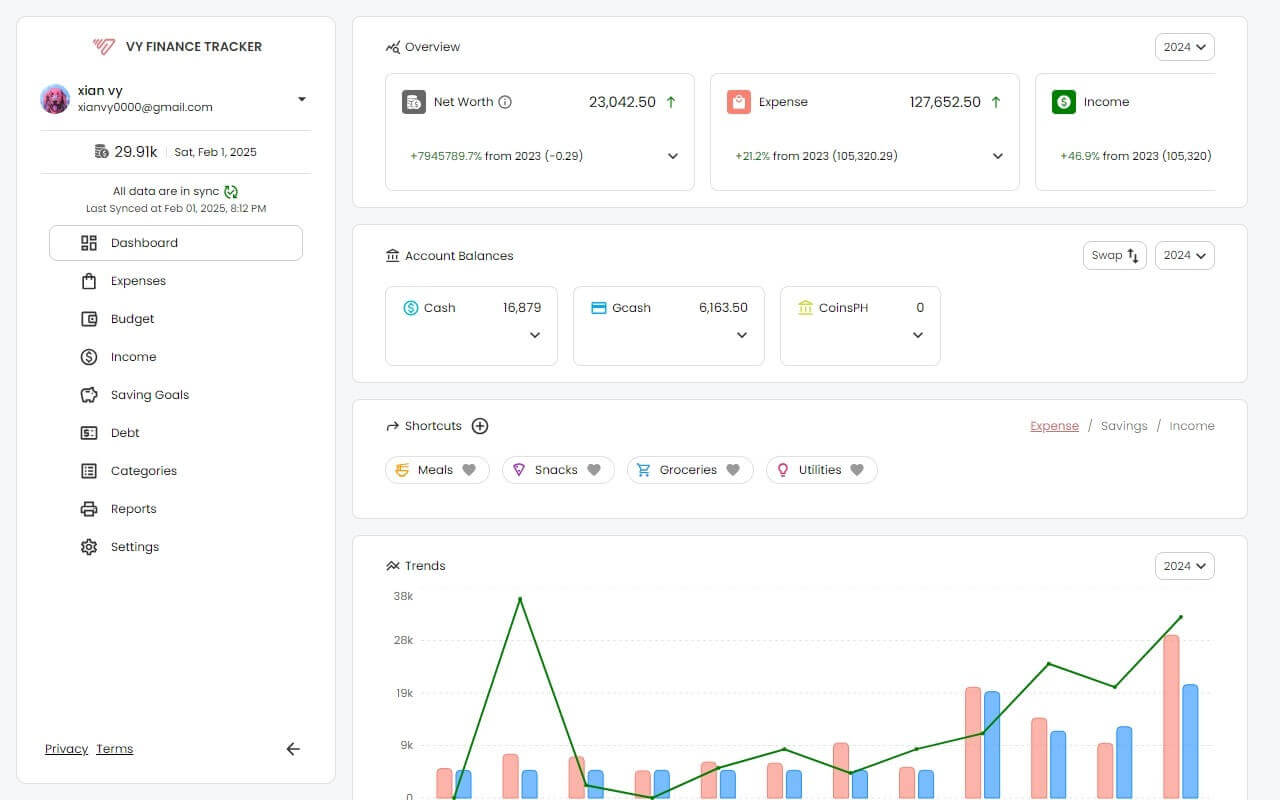 VY FINANCE TRACKER
xian vy
xianvy0000@gmail.com
29.91k Sat, Feb 1, 2025
All data are in sync
Last Synced at Feb 01, 2025, 8:12 PM
Dashboard
Expenses
Budget
Income
Saving Goals
Debt
Categories
Reports
Settings
Privacy Terms
Overview 2024
Net Worth 23,042.50
+7945789.7% from 2023 (-0.29)
Expense 127,652.50
+21.2% from 2023 (105,320.29)
Income
+46.9% from 2023 (105,320)
Account Balances Swap 2024
Cash 16,879
Gcash 6,163.50
CoinsPH 0
Shortcuts Expense / Savings / Income
Meals Snacks Groceries Utilities
Trends 2024
38k
28k
19k
9k
0